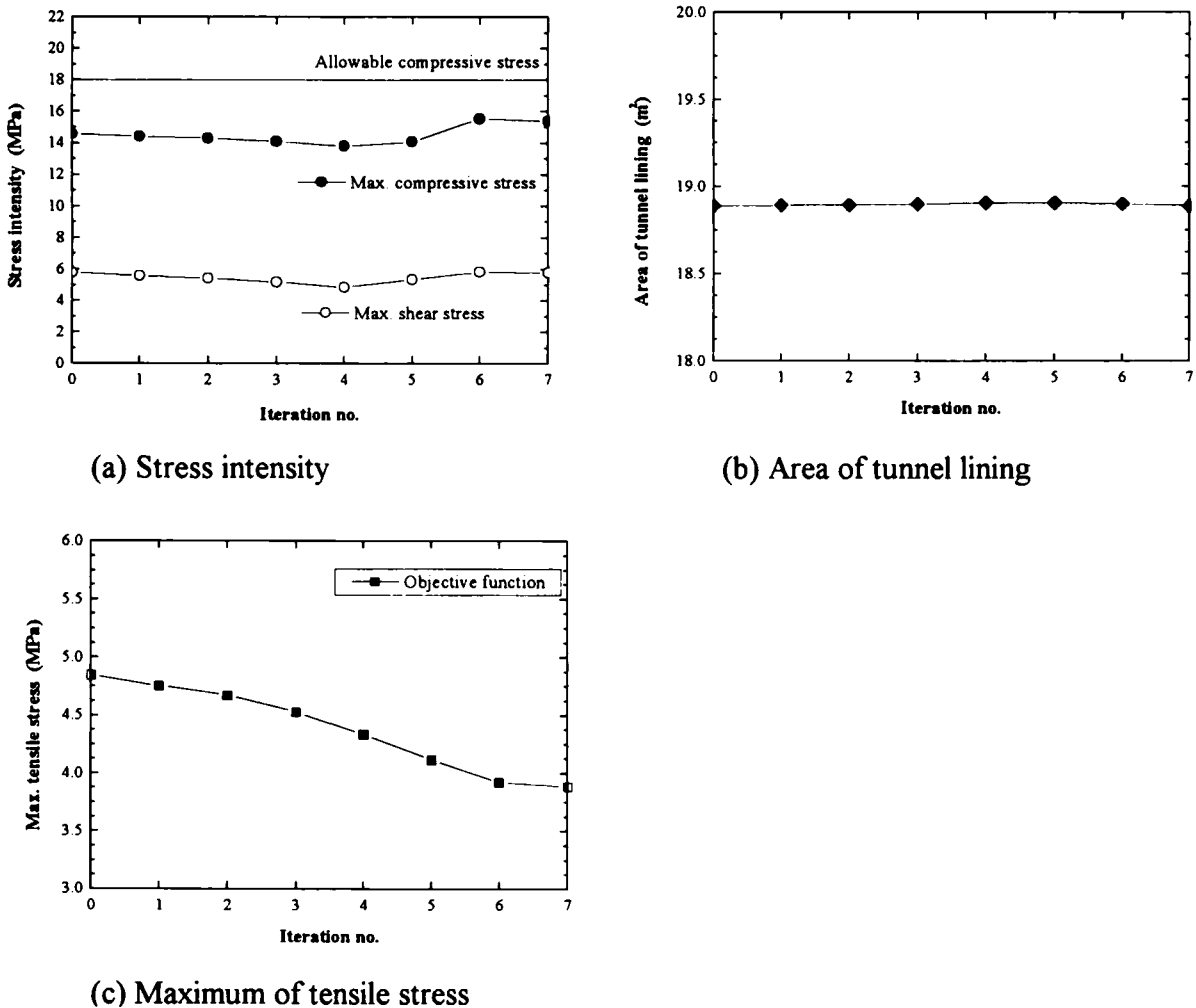 22
20
18
16
14
12
10
8
6
4
2
0
Stress intensity (MPa)
Allowable compressive stress
Max. compressive stress
Max. shear stress
0 1 2 3 4 5 6 7
Iteration no.
(a) Stress intensity
20.0
19.5
19.0
18.5
18.0
Area of tunnel lining (m²)
0 1 2 3 4 5 6 7
Iteration no.
(b) Area of tunnel lining
6.0
5.5
5.0
4.5
4.0
3.5
3.0
Max. tensile stress (MPa)
Objective function
0 1 2 3 4 5 6 7
Iteration no.
(c) Maximum of tensile stress